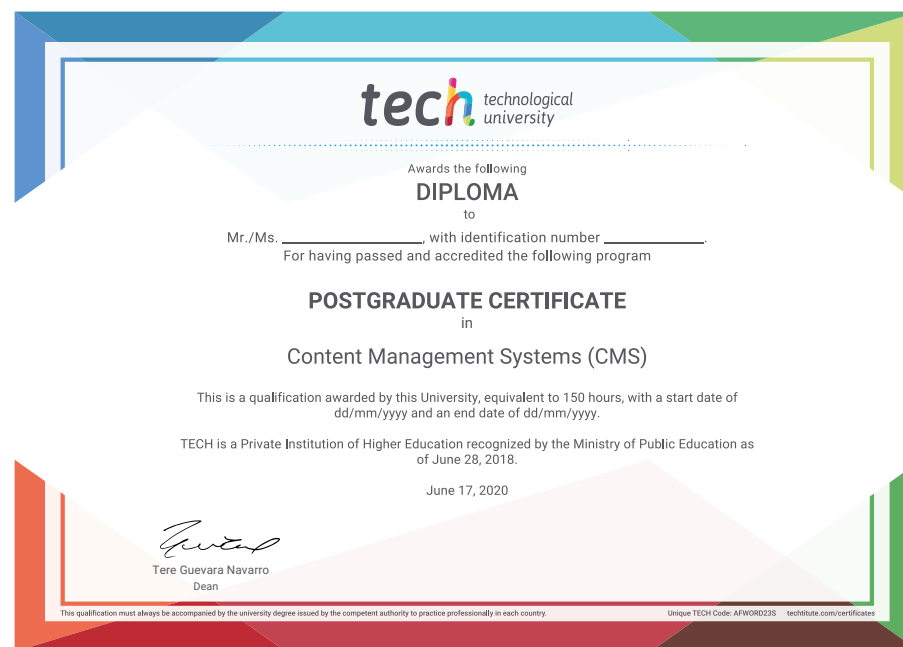 tech technological
university
Awards the following
DIPLOMA
to
Mr./Ms. ____________________, with identification number ______________.
For having passed and accredited the following program
POSTGRADUATE CERTIFICATE
in
Content Management Systems (CMS)
This is a qualification awarded by this University, equivalent to 150 hours, with a start date of
dd/mm/yyyy and an end date of dd/mm/yyyy.
TECH is a Private Institution of Higher Education recognized by the Ministry of Public Education as
of June 28, 2018.
June 17, 2020
Tere Guevara Navarro
Dean
This qualification must always be accompanied by the university degree issued by the competent authority to practice professionally in each country. Unique TECH Code: AFWORD23S techtitute.com/certificates